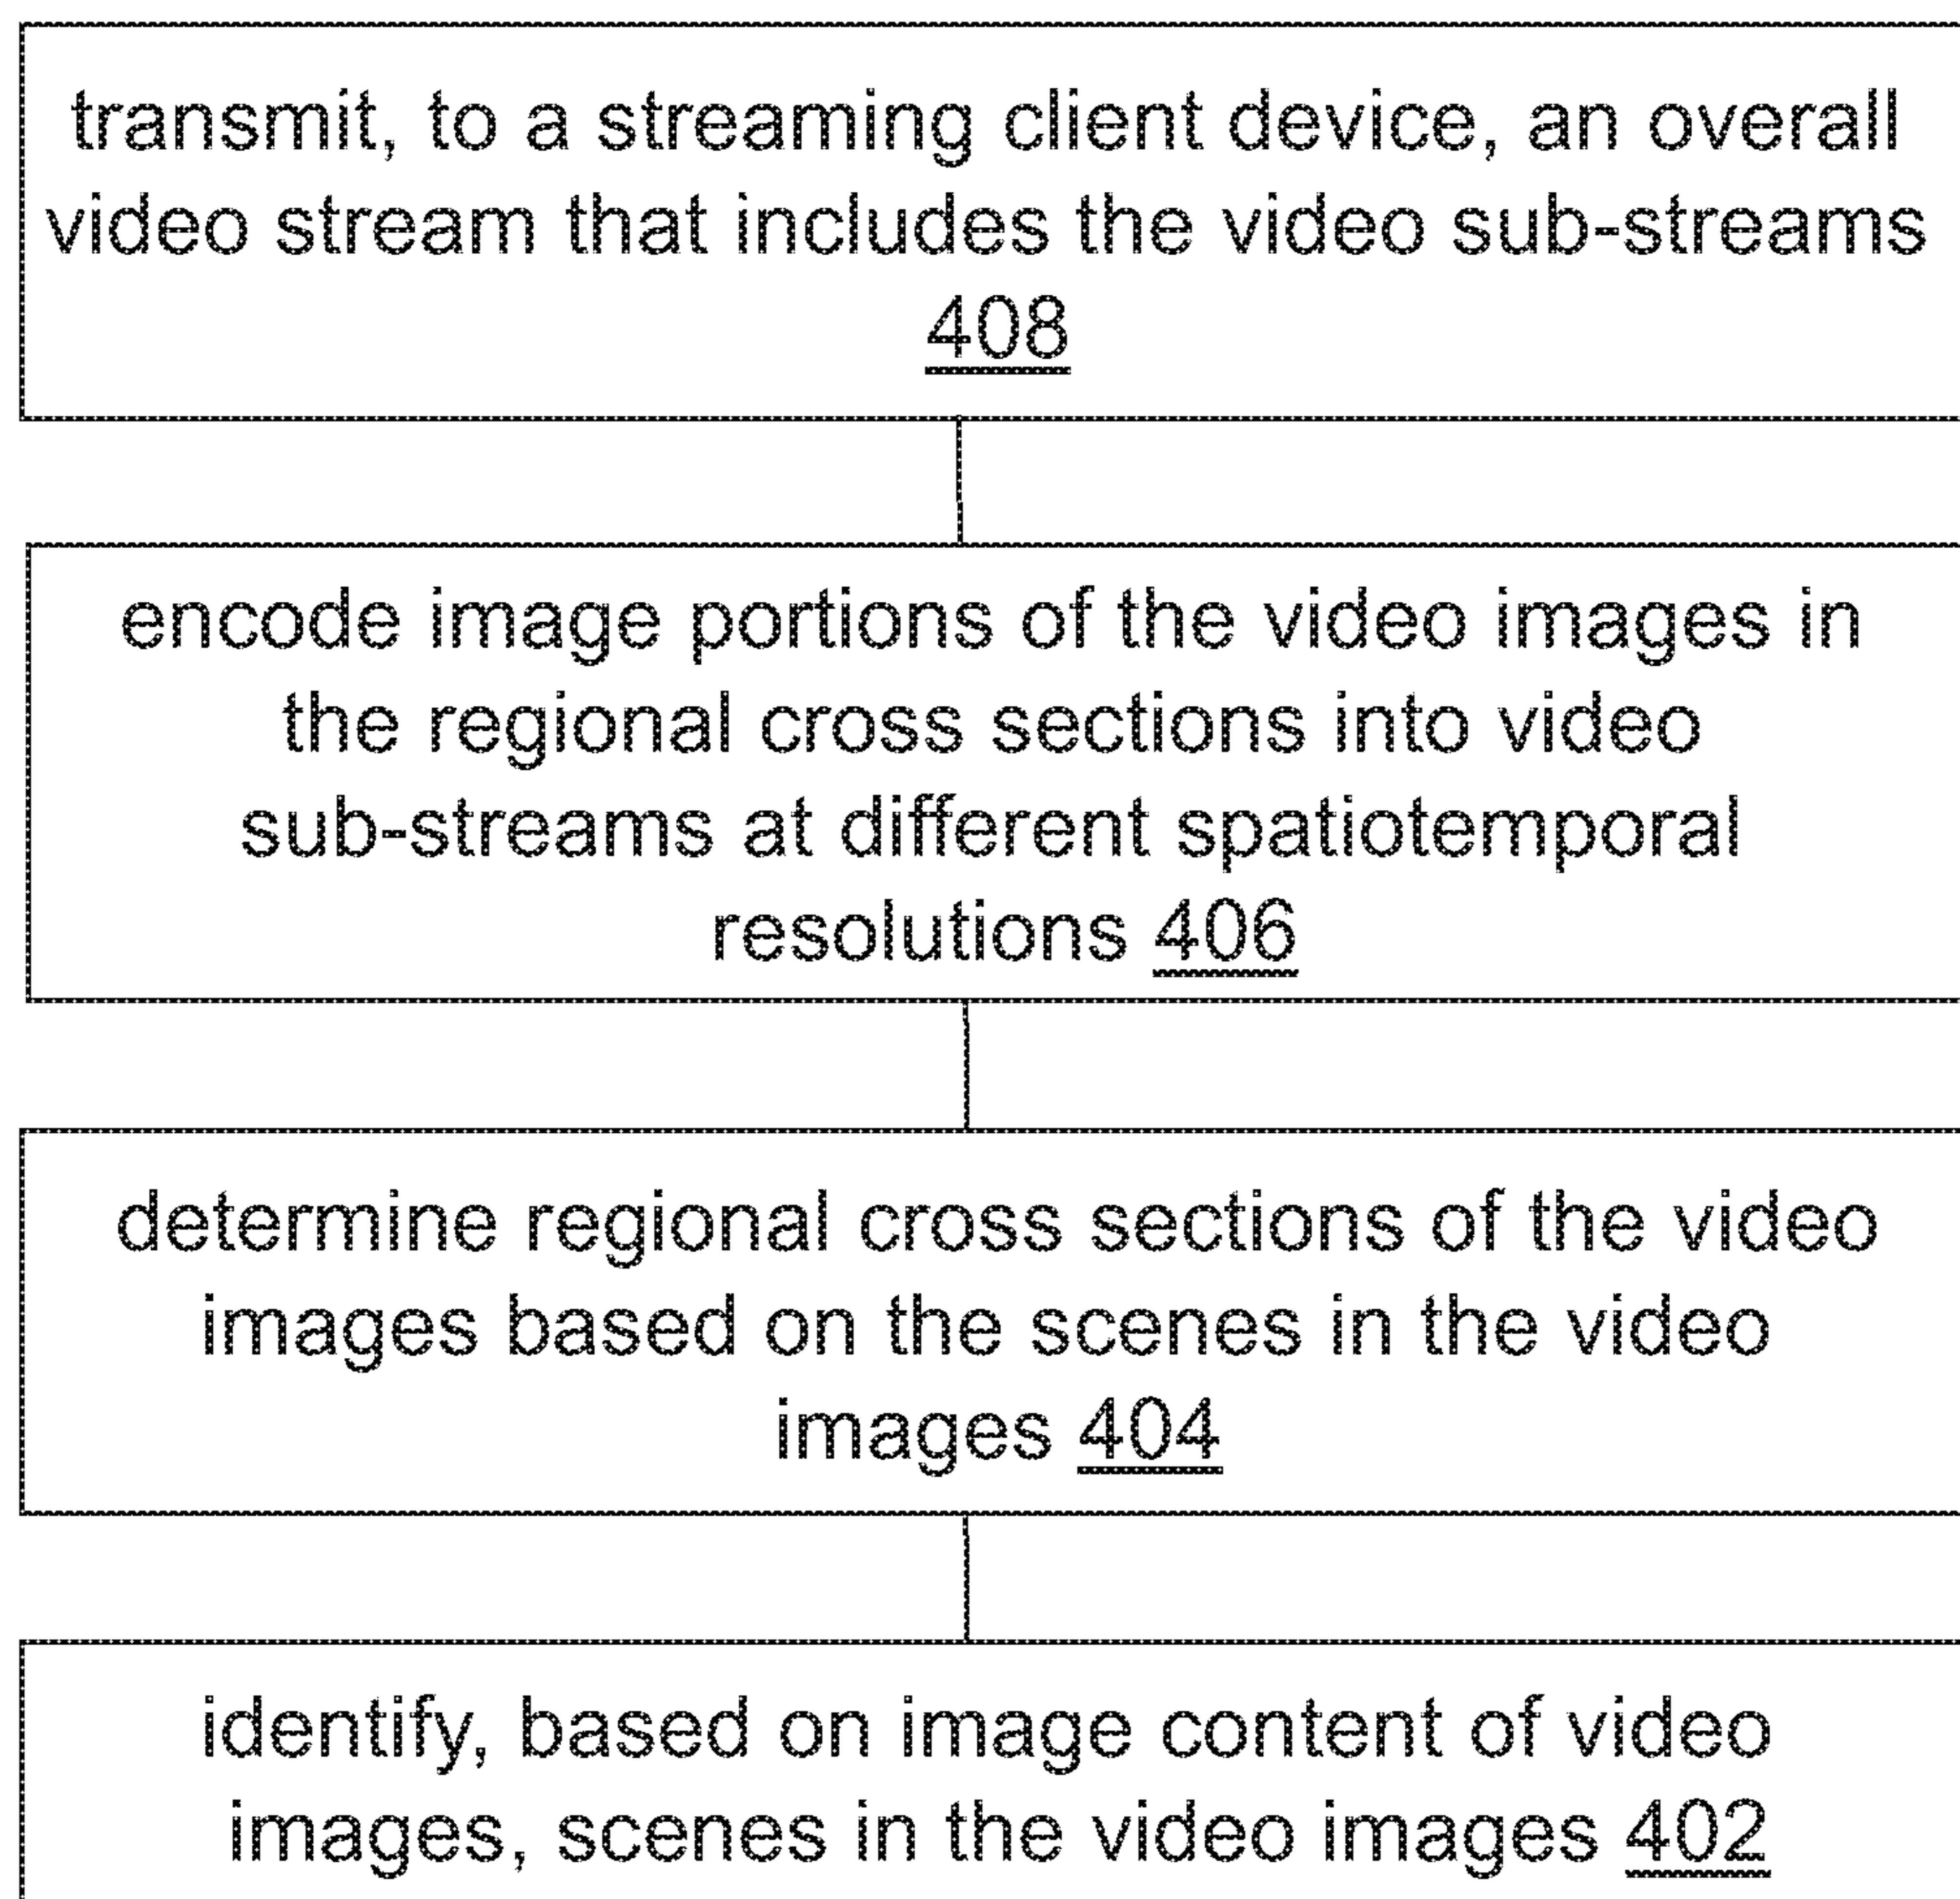 transmit, to a streaming client device, an overall
video stream that includes the video sub-streams
408
encode image portions of the video images in
the regional cross sections into video
sub-streams at different spatiotemporal
resolutions 406
determine regional cross sections of the video
images based on the scenes in the video
images 404
identify, based on image content of video
images, scenes in the video images 402